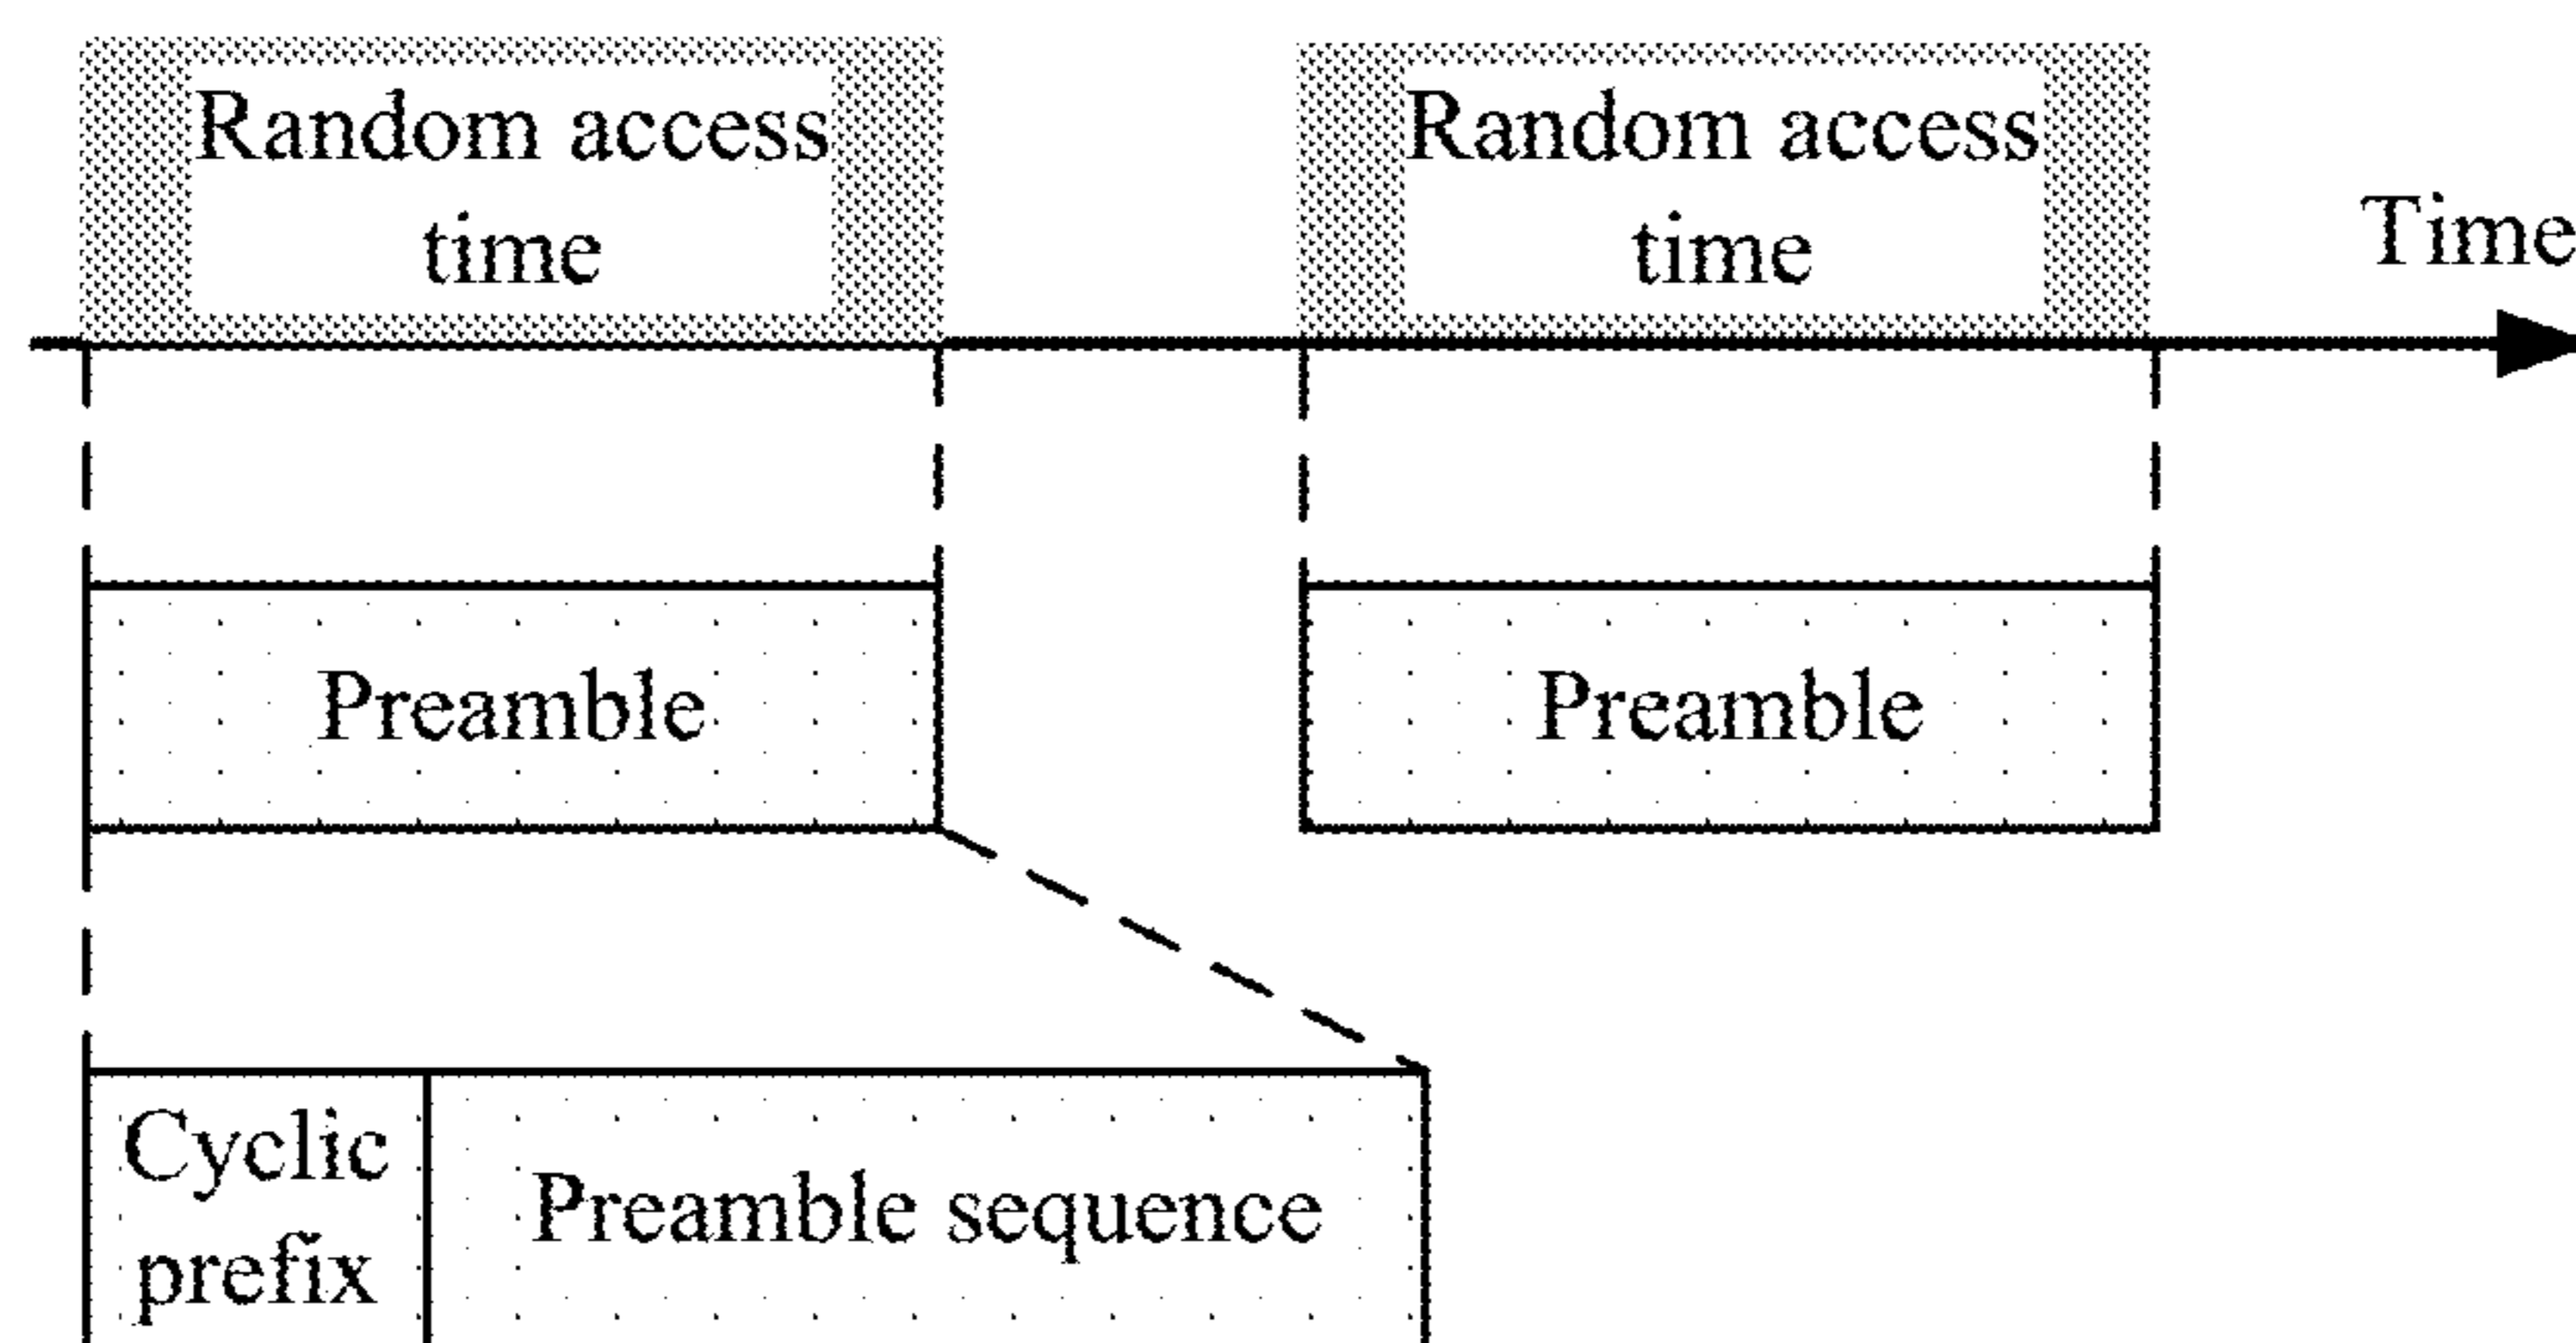 Random access
time
Random access
time
Time
Preamble
Preamble
Cyclic
prefix
Preamble sequence